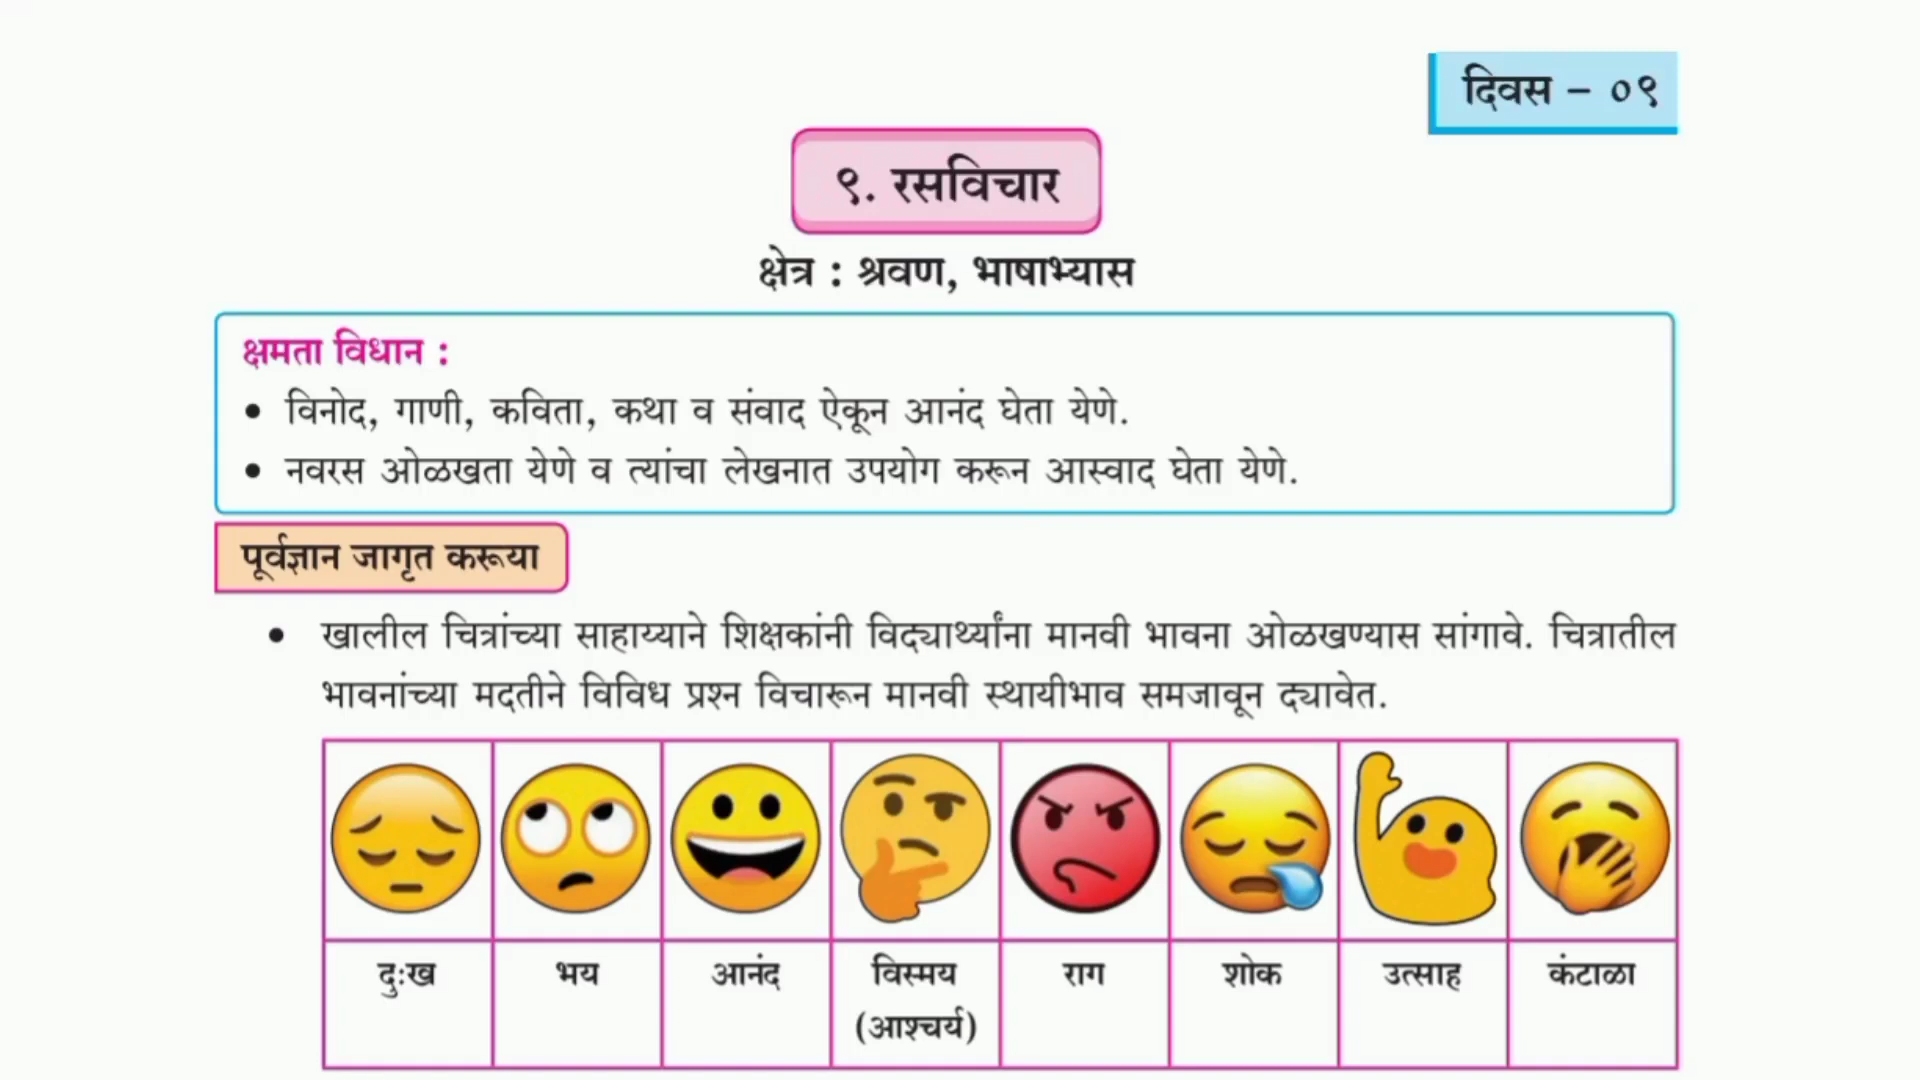 दिवस – ०९
९. रसविचार
क्षेत्र : श्रवण, भाषाभ्यास
क्षमता विधान :
• विनोद, गाणी, कविता, कथा व संवाद ऐकून आनंद घेता येणे.
• नवरस ओळखता येणे व त्यांचा लेखनात उपयोग करून आस्वाद घेता येणे.
पूर्वज्ञान जागृत करूया
• खालील चित्रांच्या साहाय्याने शिक्षकांनी विद्यार्थ्यांना मानवी भावना ओळखण्यास सांगावे. चित्रातील
भावनांच्या मदतीने विविध प्रश्न विचारून मानवी स्थायीभाव समजावून द्यावेत.
दुःख भय आनंद विस्मय राग शोक उत्साह कंटाळा
(आश्चर्य)